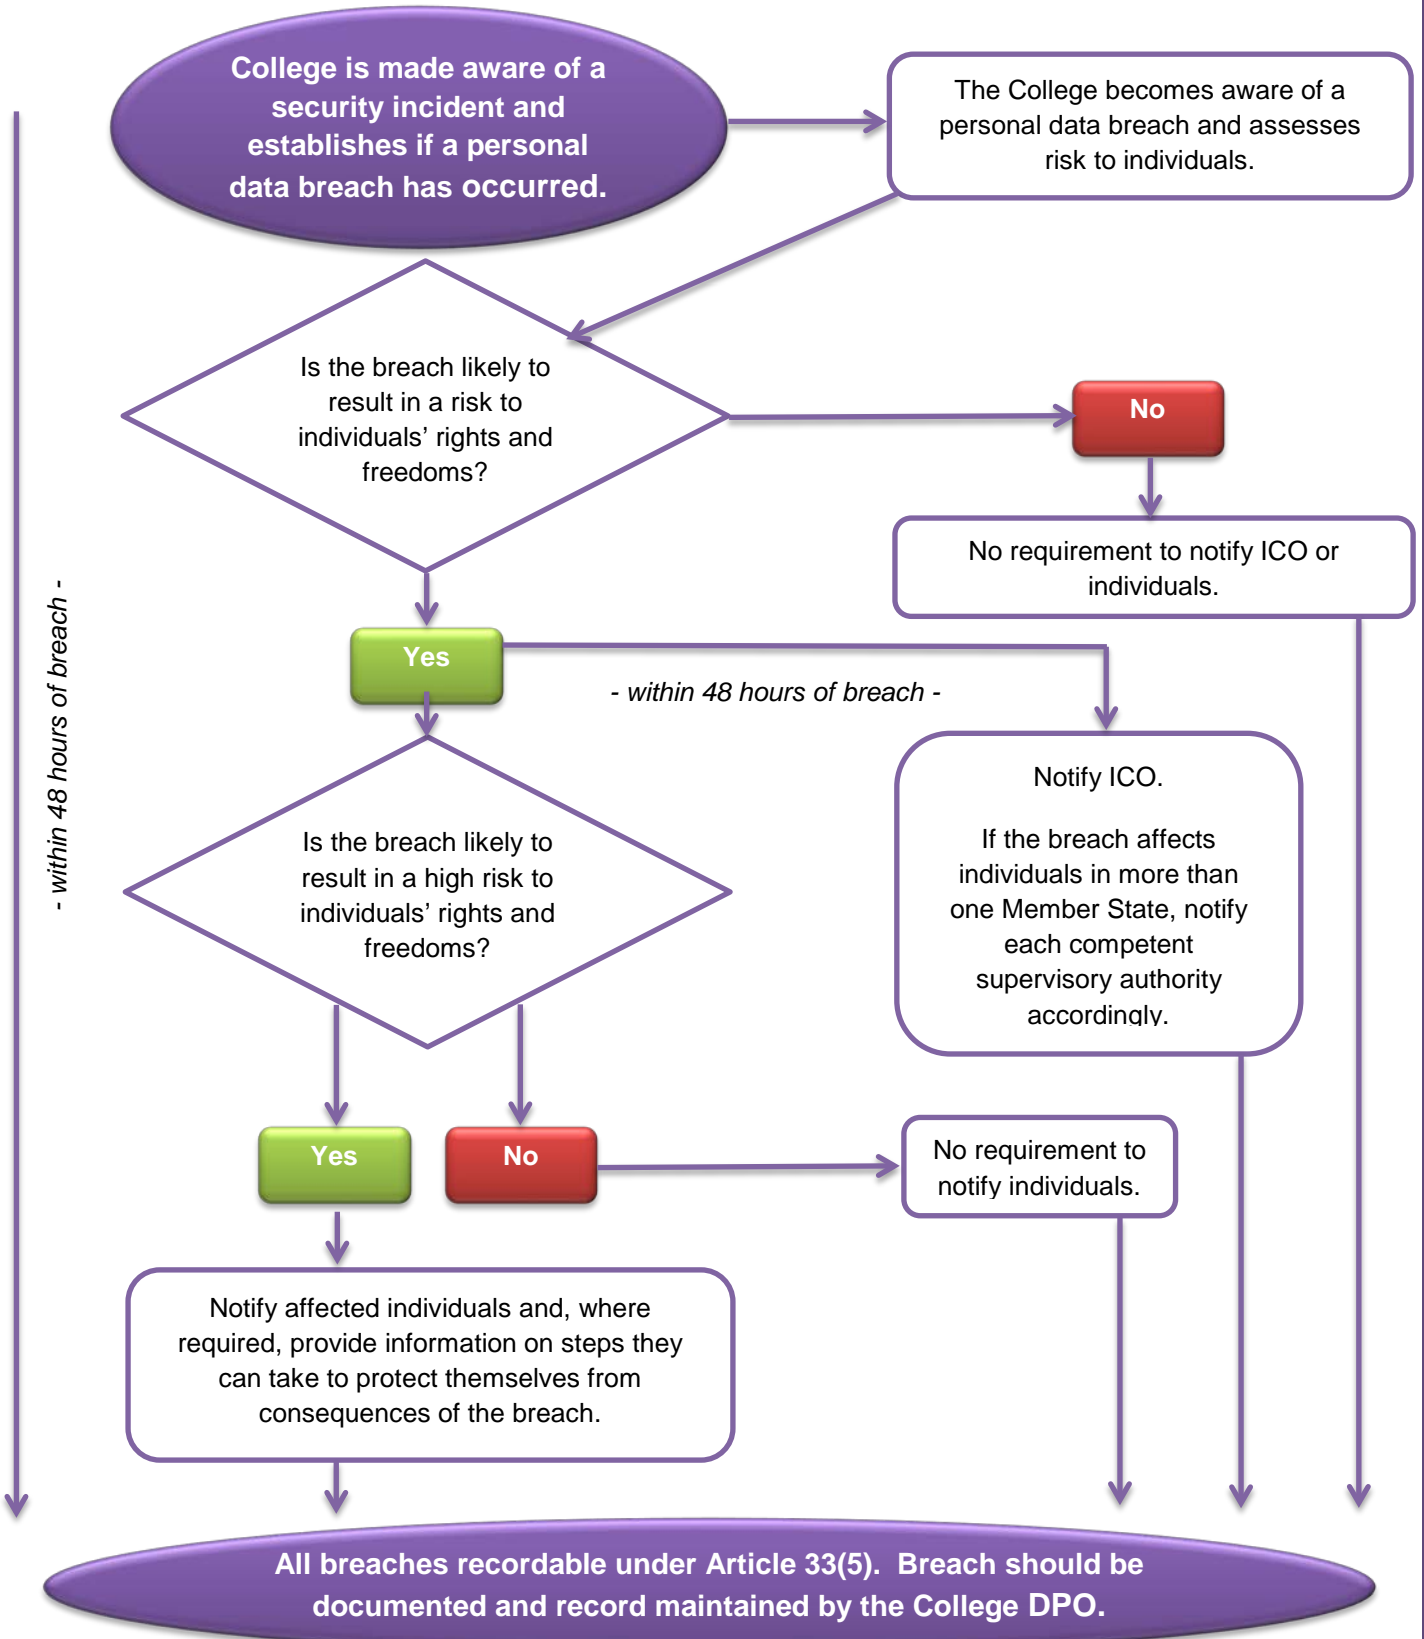 College is made aware of a
security incident and
establishes if a personal
data breach has occurred.
The College becomes aware of a
personal data breach and assesses
risk to individuals.
Is the breach likely to
result in a risk to
individuals’ rights and
freedoms?
No
No requirement to notify ICO or
individuals.
- within 48 hours of breach -
Yes
- within 48 hours of breach -
Notify ICO.
If the breach affects
individuals in more than
one Member State, notify
each competent
supervisory authority
accordingly.
Is the breach likely to
result in a high risk to
individuals’ rights and
freedoms?
Yes
No
No requirement to
notify individuals.
Notify affected individuals and, where
required, provide information on steps they
can take to protect themselves from
consequences of the breach.
All breaches recordable under Article 33(5).  Breach should be
documented and record maintained by the College DPO.